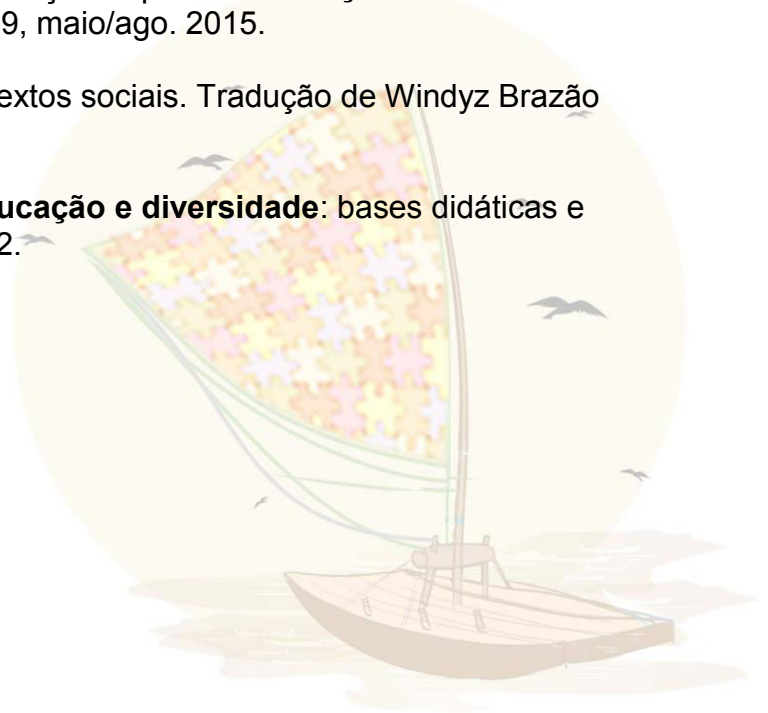 9, maio/ago. 2015.
extos sociais. Tradução de Windyz Brazão
ucação e diversidade: bases didáticas e
2.